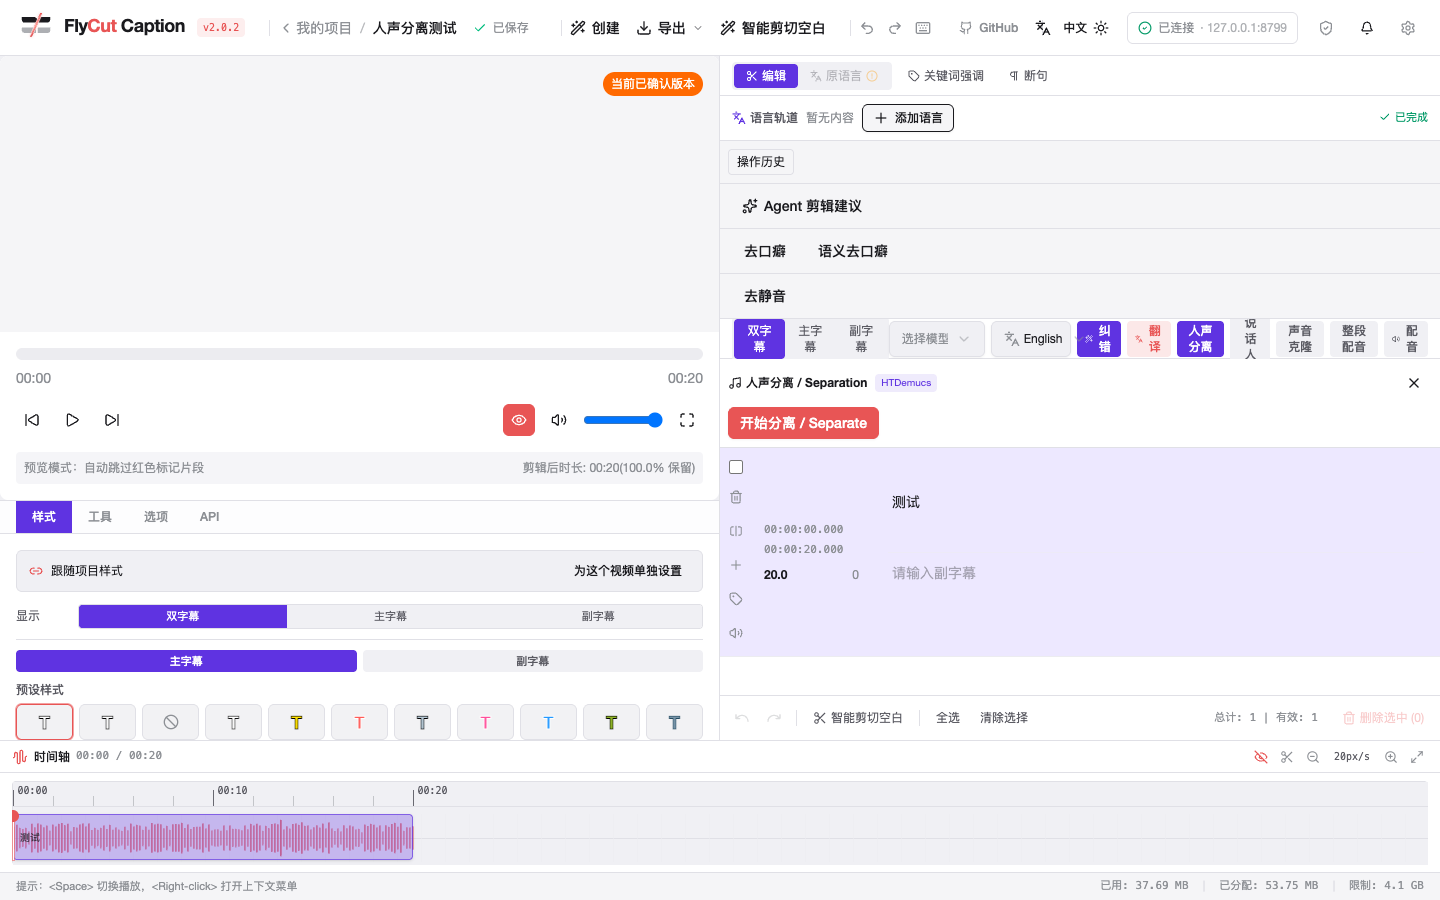 FlyCut Caption
v2.0.2
我的项目 / 人声分离测试
已保存
创建
导出
智能剪切空白
GitHub
中文
已连接 · 127.0.0.1:8799
当前已确认版本
00:00
00:20
预览模式：自动跳过红色标记片段
剪辑后时长: 00:20(100.0% 保留)
样式
工具
选项
API
跟随项目样式
为这个视频单独设置
显示
双字幕
主字幕
副字幕
主字幕
副字幕
预设样式
T T T T T T T T T T
编辑
原语言
关键词强调
断句
语言轨道
暂无内容
添加语言
已完成
操作历史
Agent 剪辑建议
去口癖
语义去口癖
去静音
双字幕
主字幕
副字幕
选择模型
English
纠错
翻译
人声分离
说话人
声音克隆
整段配音
配音
人声分离 / Separation
HTDemucs
开始分离 / Separate
测试
00:00:00.000
00:00:20.000
20.0
0
请输入副字幕
智能剪切空白
全选
清除选择
总计: 1 | 有效: 1
删除选中 (0)
时间轴
00:00 / 00:20
20px/s
00:00
00:10
00:20
测试
提示：<Space> 切换播放，<Right-click> 打开上下文菜单
已用: 37.69 MB
已分配: 53.75 MB
限制: 4.1 GB